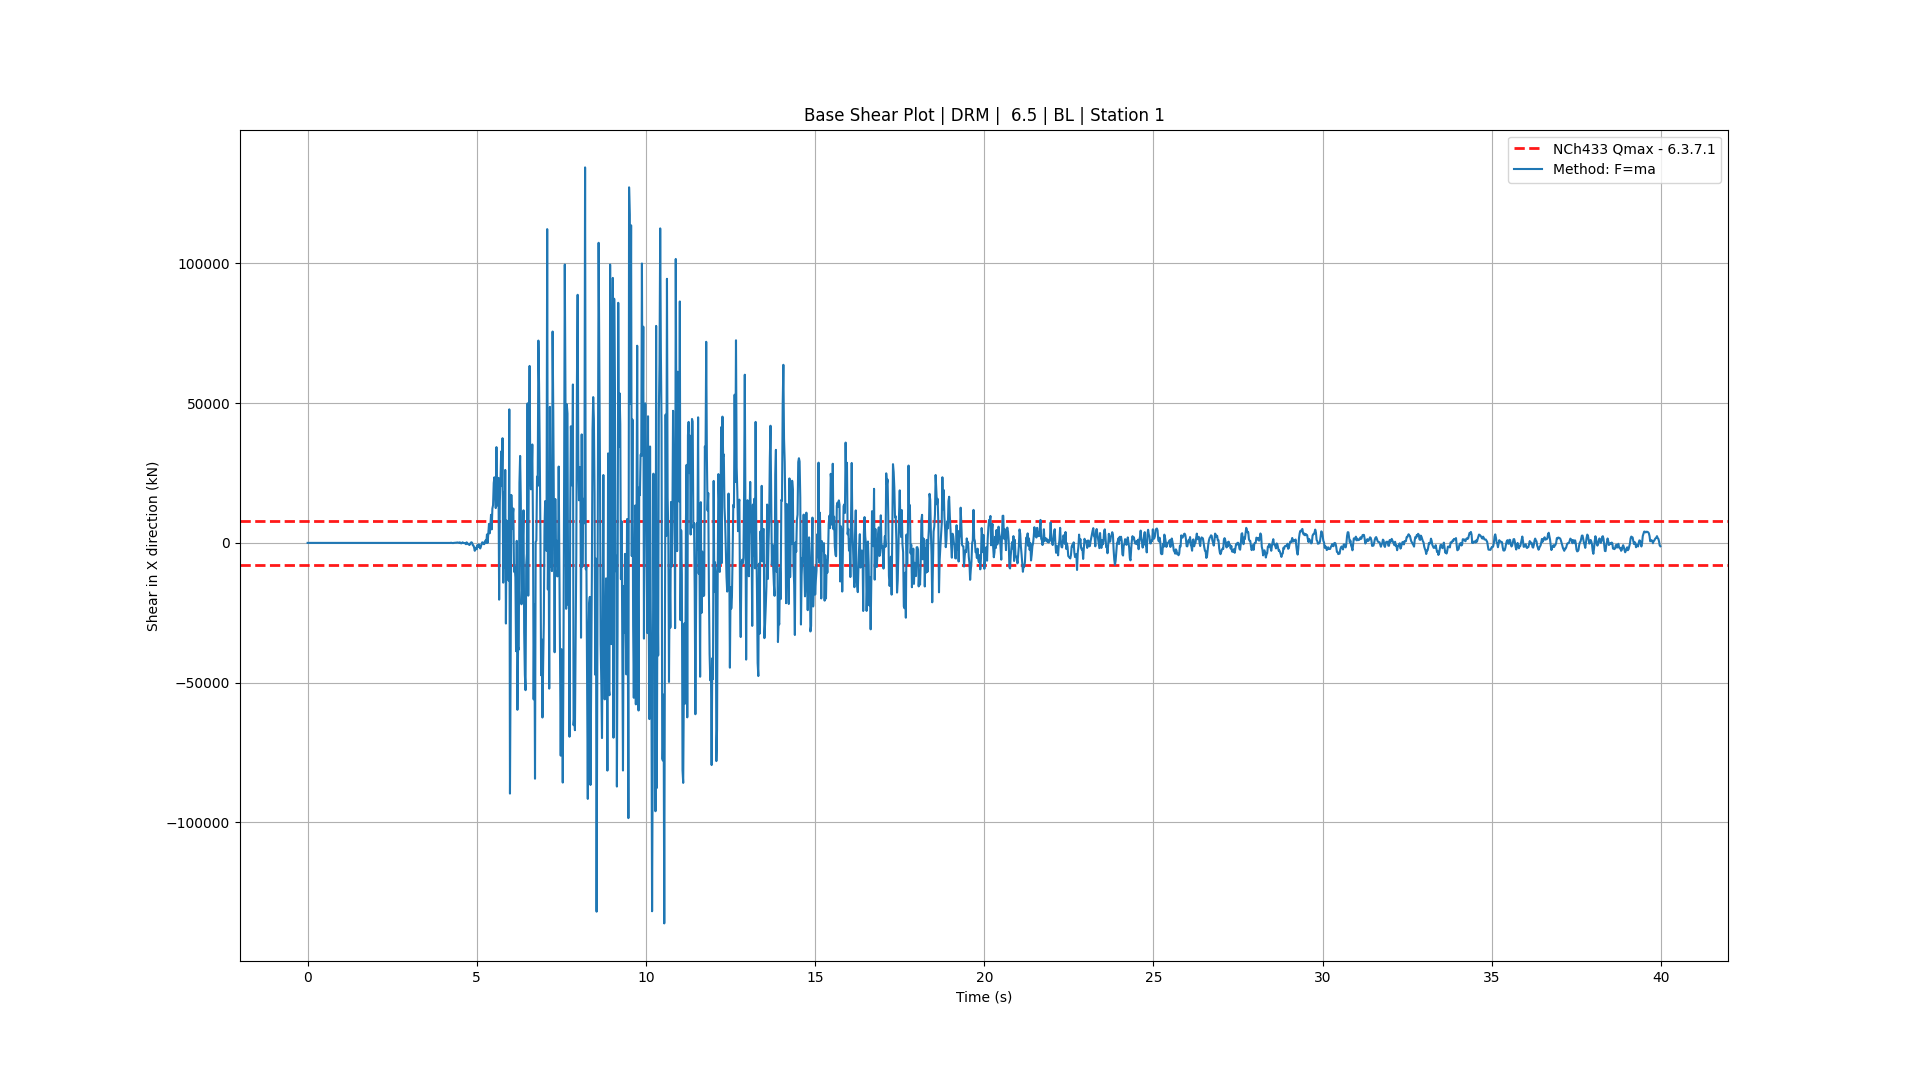 Base Shear Plot | DRM |  6.5 | BL | Station 1
NCh433 Qmax - 6.3.7.1
Method: F=ma
Shear in X direction (kN)
100000
50000
0
−50000
−100000
0 5 10 15 20 25 30 35 40
Time (s)